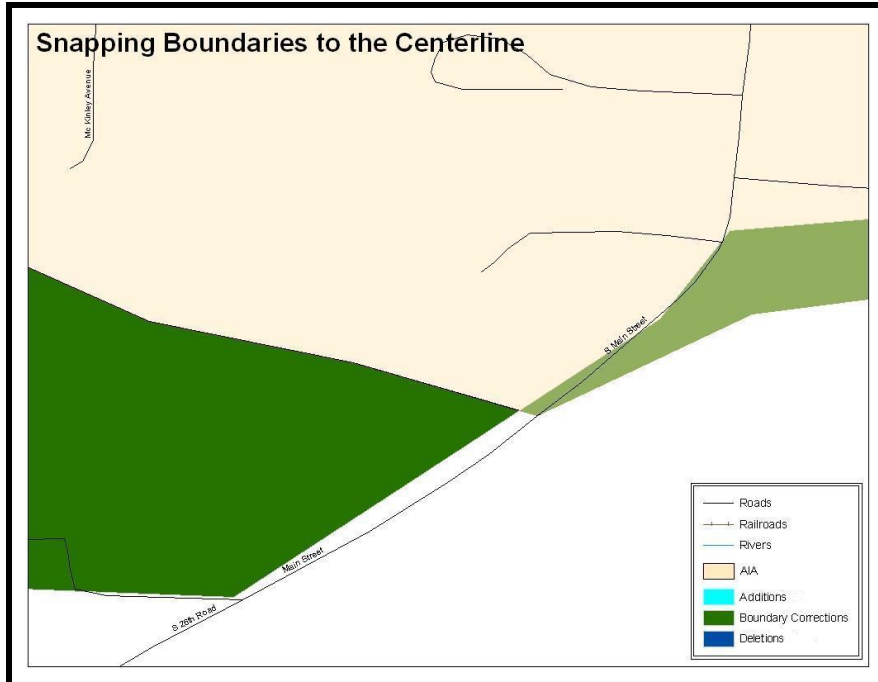 Snapping Boundaries to the Centerline
Mc Kinley Avenue
S Main Street
Main Street
S 26th Road
Roads
Railroads
Rivers
AIA
Additions
Boundary Corrections
Deletions